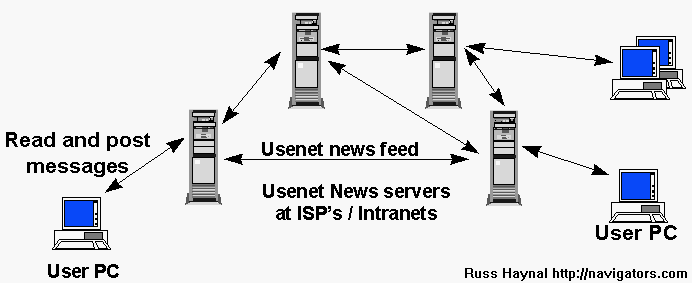 Read and post
messages
Usenet news feed
Usenet News servers
at ISP's / Intranets
User PC
User PC
Russ Haynal http://navigators.com